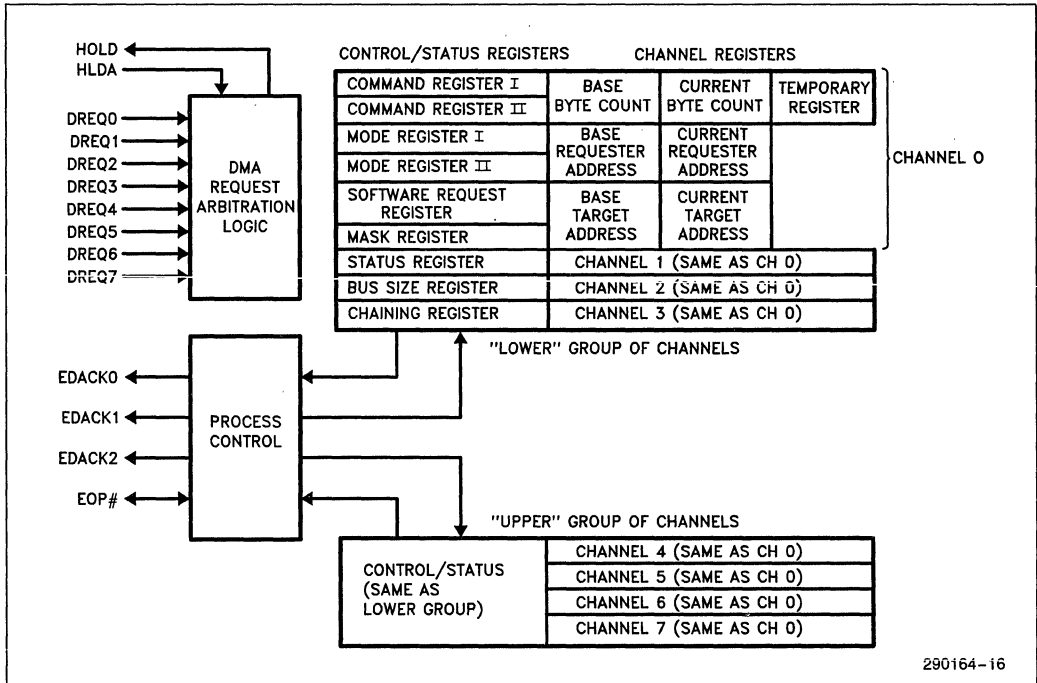 HOLD
HLDA
DREQ0
DREQ1
DREQ2
DREQ3
DREQ4
DREQ5
DREQ6
DREQ7
DMA
REQUEST
ARBITRATION
LOGIC
CONTROL/STATUS REGISTERS
CHANNEL REGISTERS
COMMAND REGISTER I
COMMAND REGISTER II
MODE REGISTER I
MODE REGISTER II
SOFTWARE REQUEST
REGISTER
MASK REGISTER
STATUS REGISTER
BUS SIZE REGISTER
CHAINING REGISTER
BASE
BYTE COUNT
CURRENT
BYTE COUNT
TEMPORARY
REGISTER
BASE
REQUESTER
ADDRESS
CURRENT
REQUESTER
ADDRESS
BASE
TARGET
ADDRESS
CURRENT
TARGET
ADDRESS
CHANNEL 0
CHANNEL 1 (SAME AS CH 0)
CHANNEL 2 (SAME AS CH 0)
CHANNEL 3 (SAME AS CH 0)
"LOWER" GROUP OF CHANNELS
EDACK0
EDACK1
EDACK2
EOP#
PROCESS
CONTROL
"UPPER" GROUP OF CHANNELS
CONTROL/STATUS
(SAME AS
LOWER GROUP)
CHANNEL 4 (SAME AS CH 0)
CHANNEL 5 (SAME AS CH 0)
CHANNEL 6 (SAME AS CH 0)
CHANNEL 7 (SAME AS CH 0)
290164-16